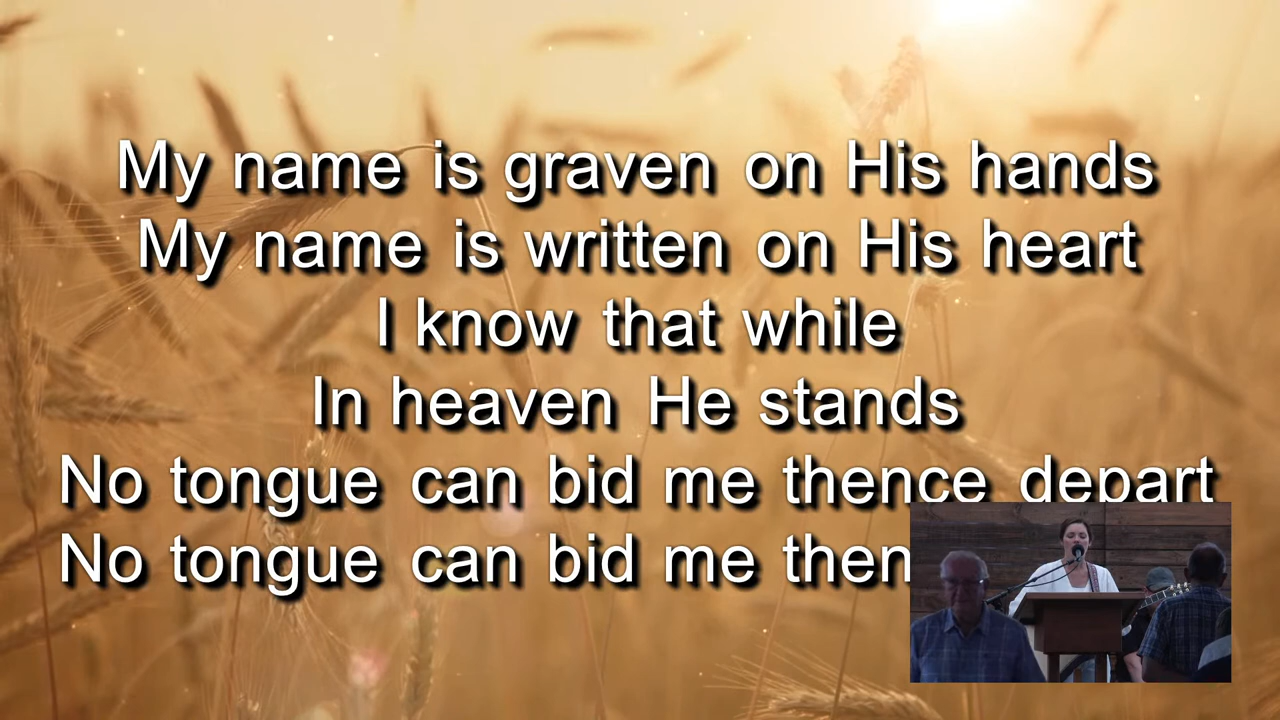 My name is graven on His hands
My name is written on His heart
I know that while
In heaven He stands
No tongue can bid me thence depart
No tongue can bid me then